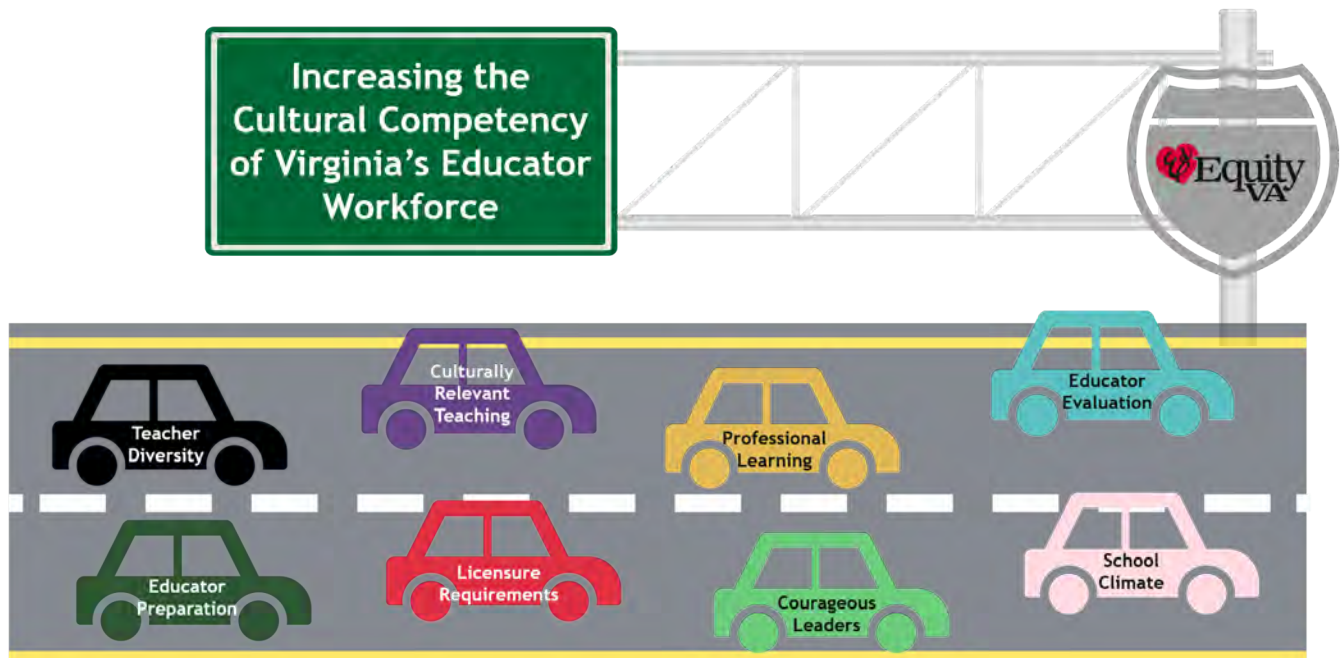 Increasing the
Cultural Competency
of Virginia's Educator
Workforce
Equity
VA
Teacher
Diversity
Culturally
Relevant
Teaching
Professional
Learning
Educator
Evaluation
Educator
Preparation
Licensure
Requirements
Courageous
Leaders
School
Climate